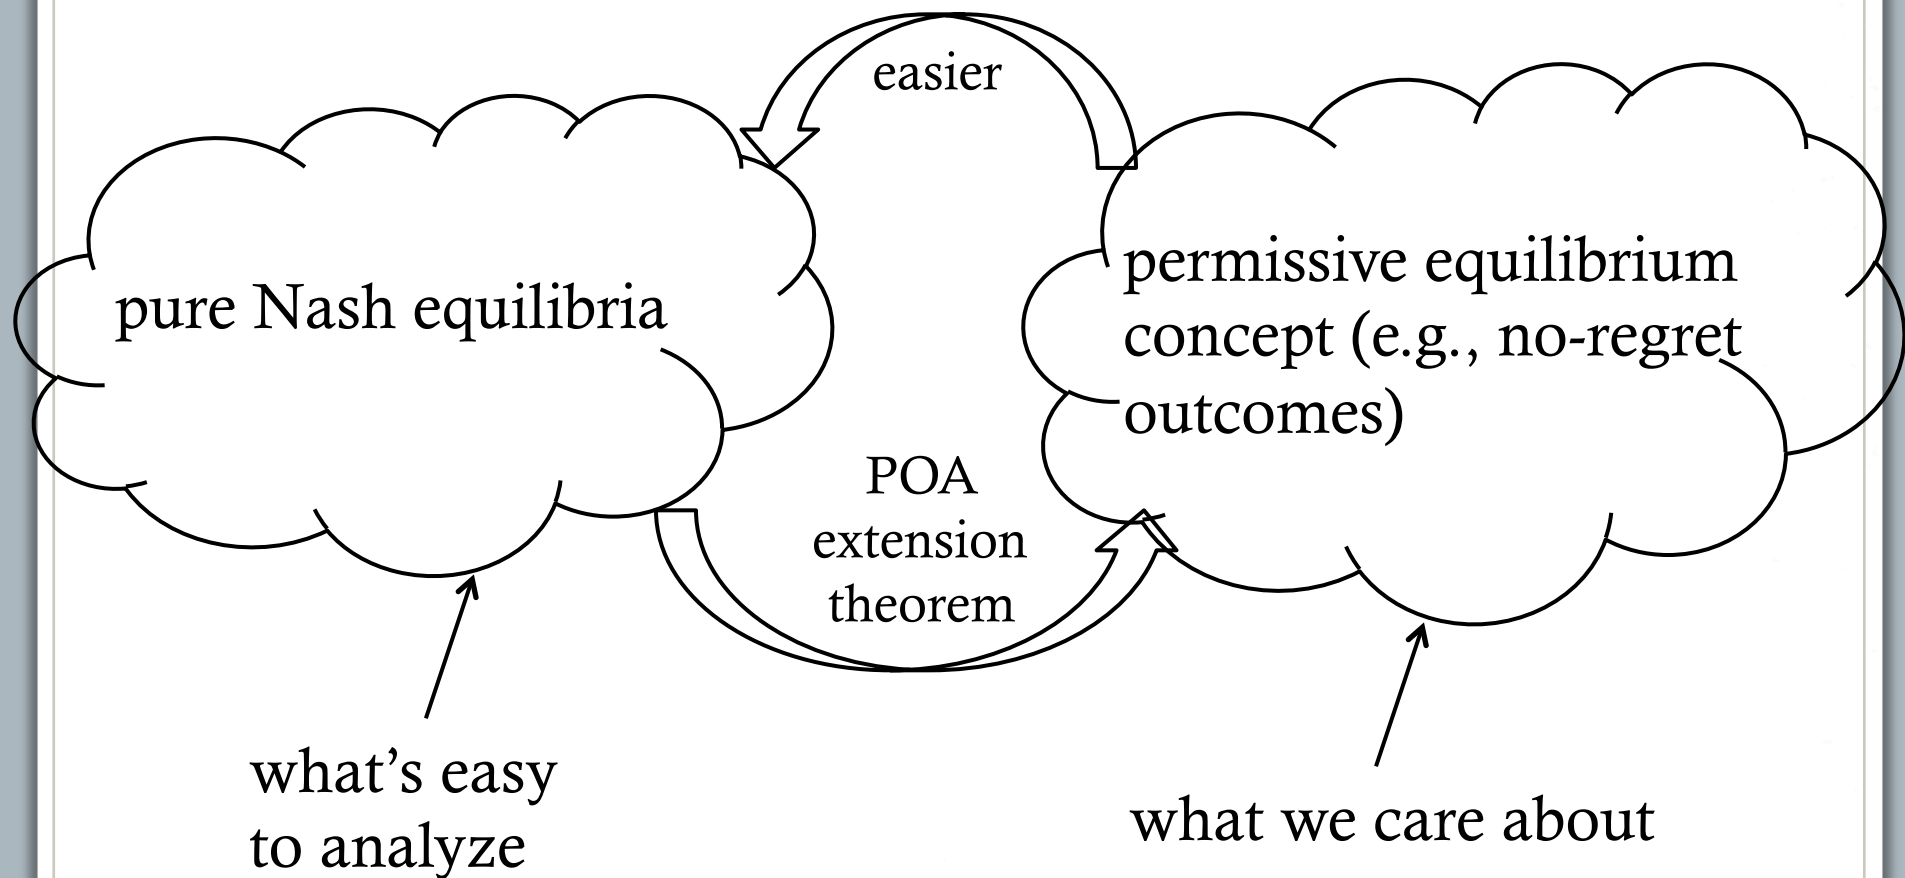 easier
pure Nash equilibria
permissive equilibrium
concept (e.g., no-regret
outcomes)
POA
extension
theorem
what’s easy
to analyze
what we care about